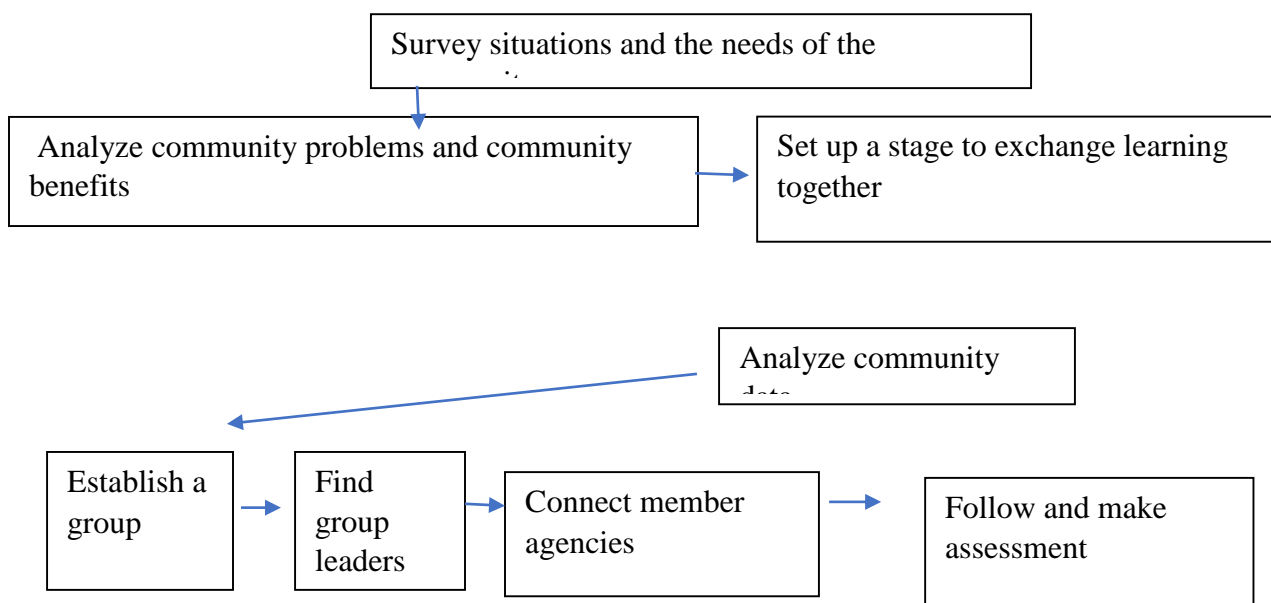 Survey situations and the needs of the
Analyze community problems and community
benefits
Set up a stage to exchange learning
together
Analyze community
Establish a
group
Find
group
leaders
Connect member
agencies
Follow and make
assessment